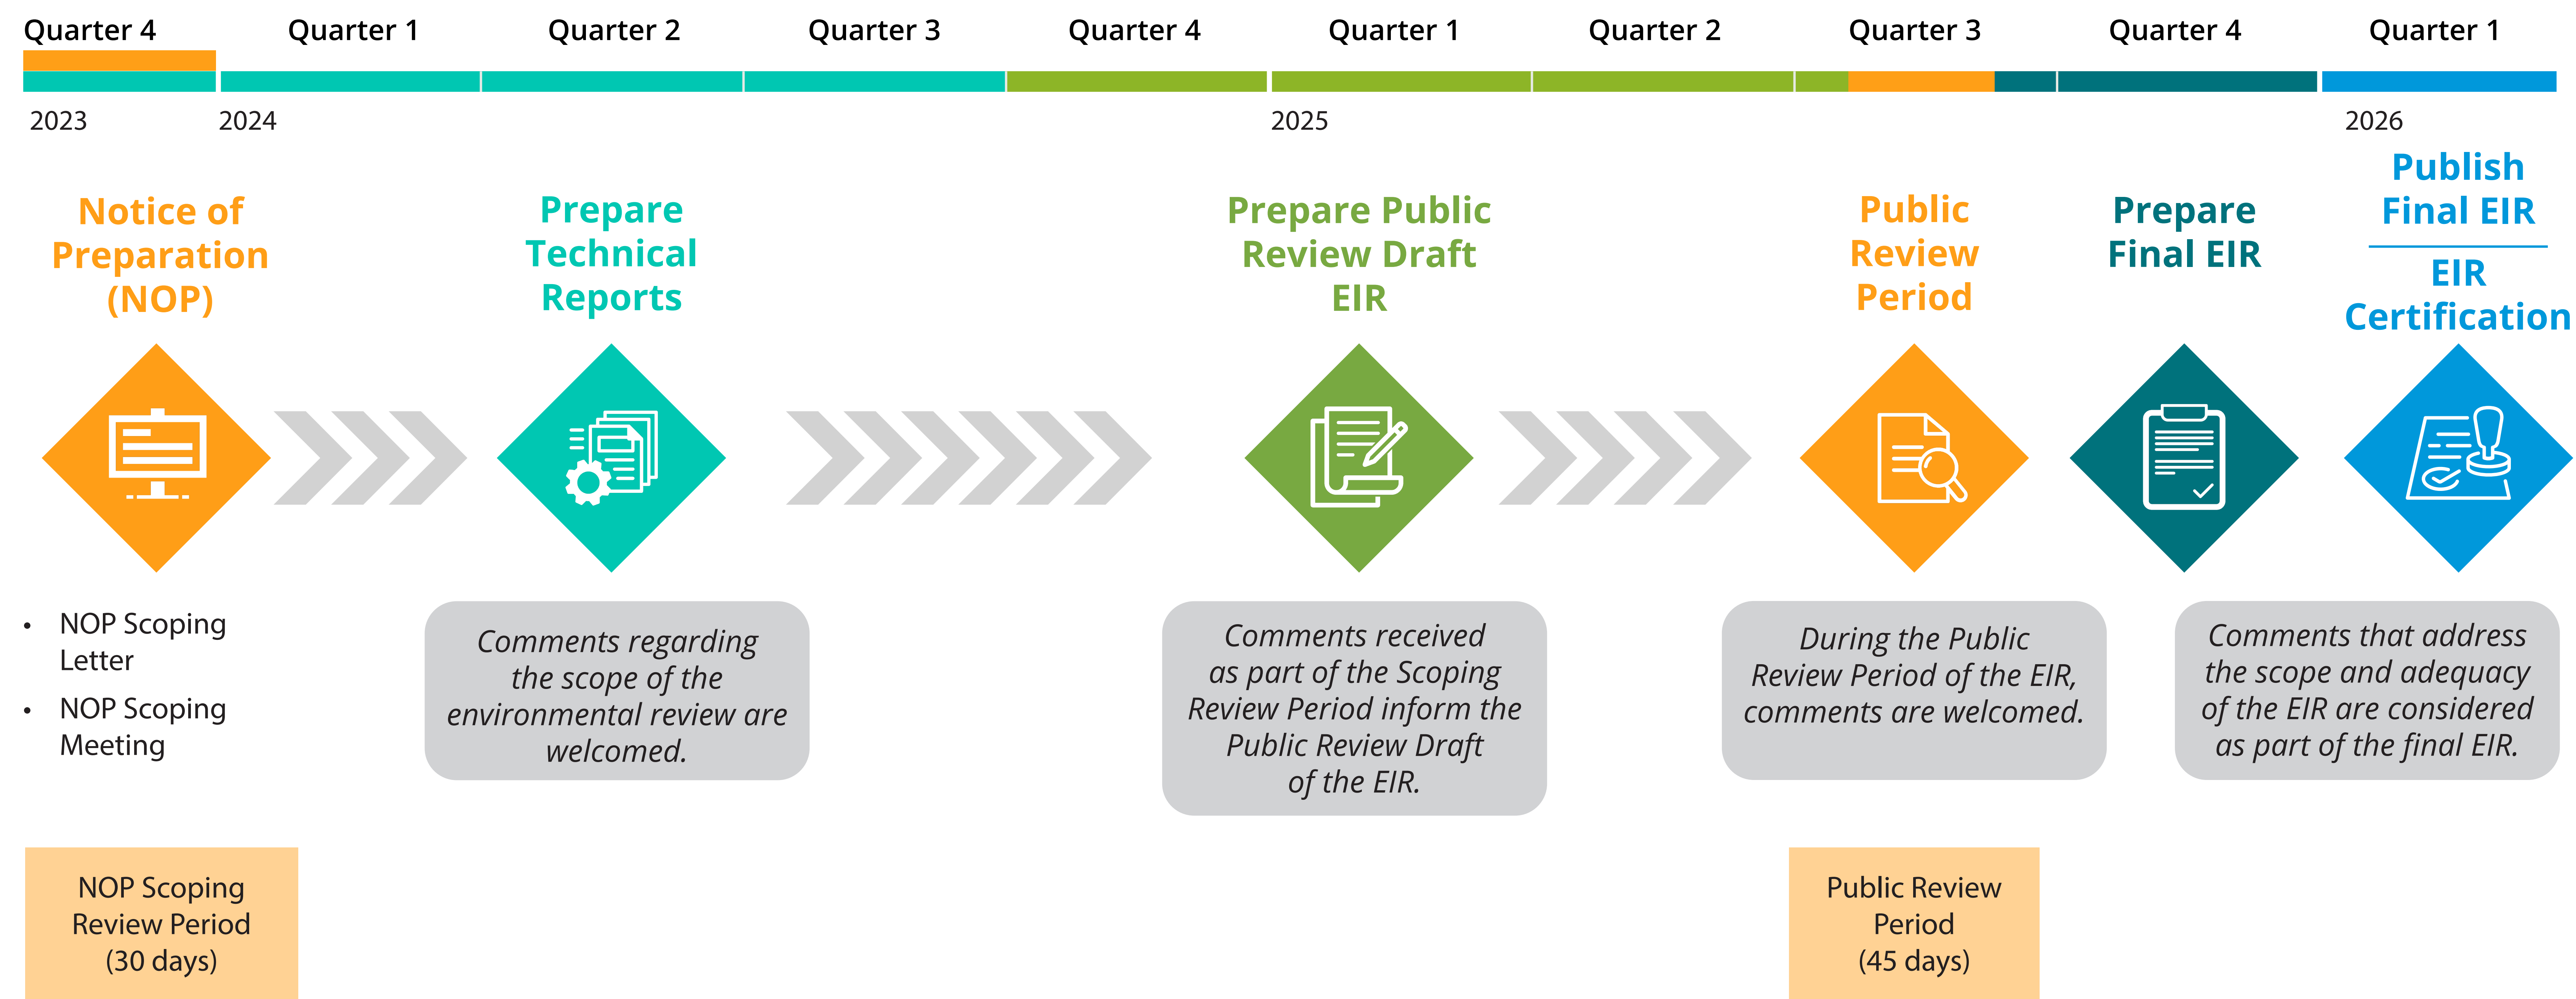 Quarter 4
Quarter 1
Quarter 2
Quarter 3
Quarter 4
Quarter 1
Quarter 2
Quarter 3
Quarter 4
Quarter 1
2023
2024
2025
2026
Notice of
Preparation
(NOP)
Prepare
Technical
Reports
Prepare Public
Review Draft
EIR
Public
Review
Period
Prepare
Final EIR
Publish
Final EIR
EIR
Certification
• NOP Scoping
Letter
• NOP Scoping
Meeting
Comments regarding
the scope of the
environmental review are
welcomed.
Comments received
as part of the Scoping
Review Period inform the
Public Review Draft
of the EIR.
During the Public
Review Period of the EIR,
comments are welcomed.
Comments that address
the scope and adequacy
of the EIR are considered
as part of the final EIR.
NOP Scoping
Review Period
(30 days)
Public Review
Period
(45 days)